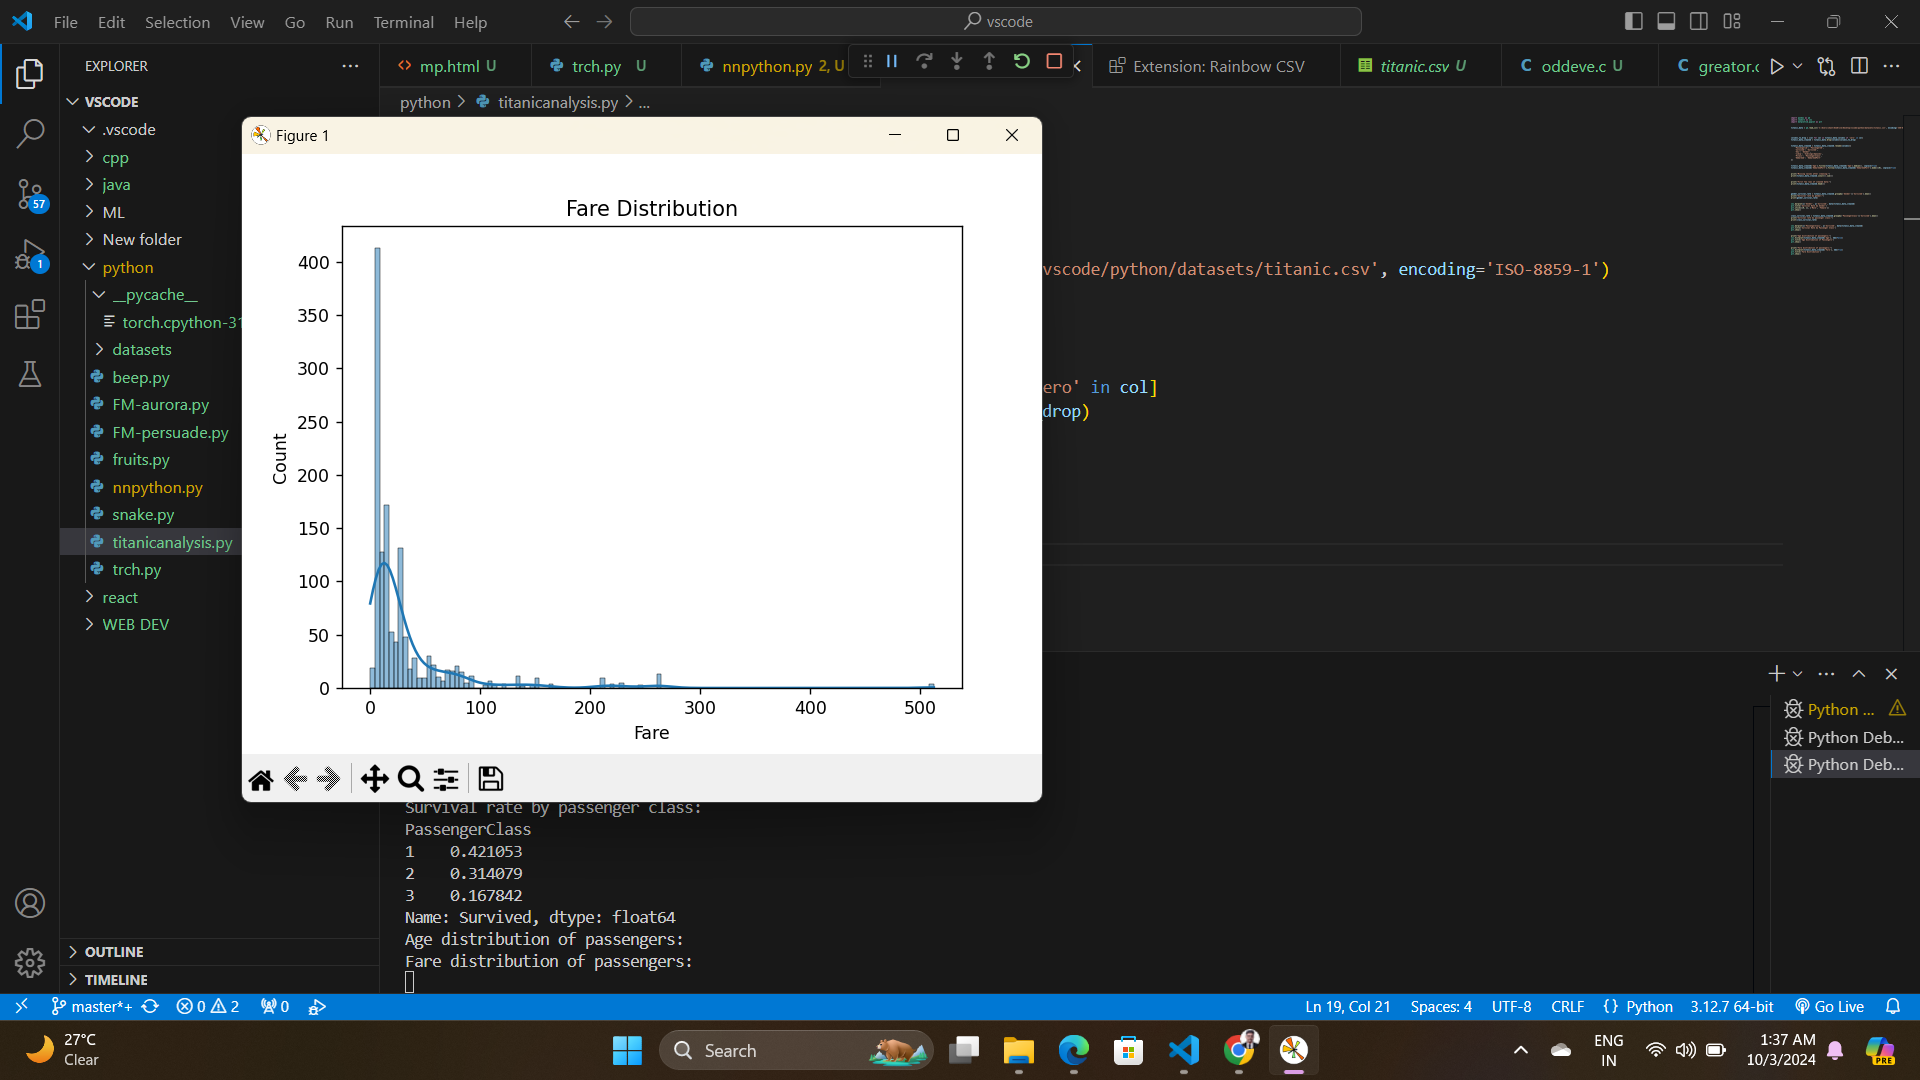 File Edit Selection View Go Run Terminal Help
vscode
EXPLORER
mp.html U
trch.py U
nnpython.py 2, U
Extension: Rainbow CSV
titanic.csv U
C oddeve.c U
C greator.c
VSCODE
python > titanicanalysis.py > ...
.vscode
cpp
java
ML
New folder
python
__pycache__
torch.cpython-31
datasets
beep.py
FM-aurora.py
FM-persuade.py
fruits.py
nnpython.py
snake.py
titanicanalysis.py
trch.py
react
WEB DEV
OUTLINE
TIMELINE
57
1
Figure 1
Fare Distribution
Count
400
350
300
250
200
150
100
50
0
0 100 200 300 400 500
Fare
vscode/python/datasets/titanic.csv', encoding='ISO-8859-1')
ero' in col]
drop)
Python ...
Python Deb...
Python Deb...
Survival rate by passenger class:
PassengerClass
1 0.421053
2 0.314079
3 0.167842
Name: Survived, dtype: float64
Age distribution of passengers:
Fare distribution of passengers:
master*+ 0 2 0
Ln 19, Col 21 Spaces: 4 UTF-8 CRLF {} Python 3.12.7 64-bit Go Live
27°C
Clear
Search
ENG
IN
1:37 AM
10/3/2024
PRE